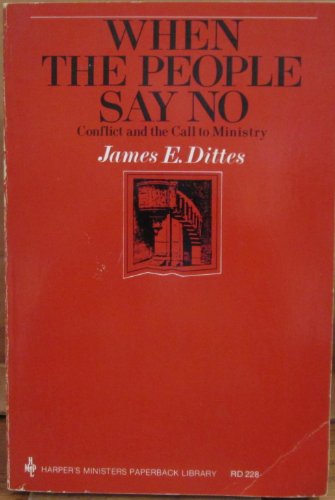 WHEN
THE PEOPLE
SAY NO
Conflict and the Call to Ministry
James E. Dittes
HARPER'S MINISTERS PAPERBACK LIBRARY RD 228